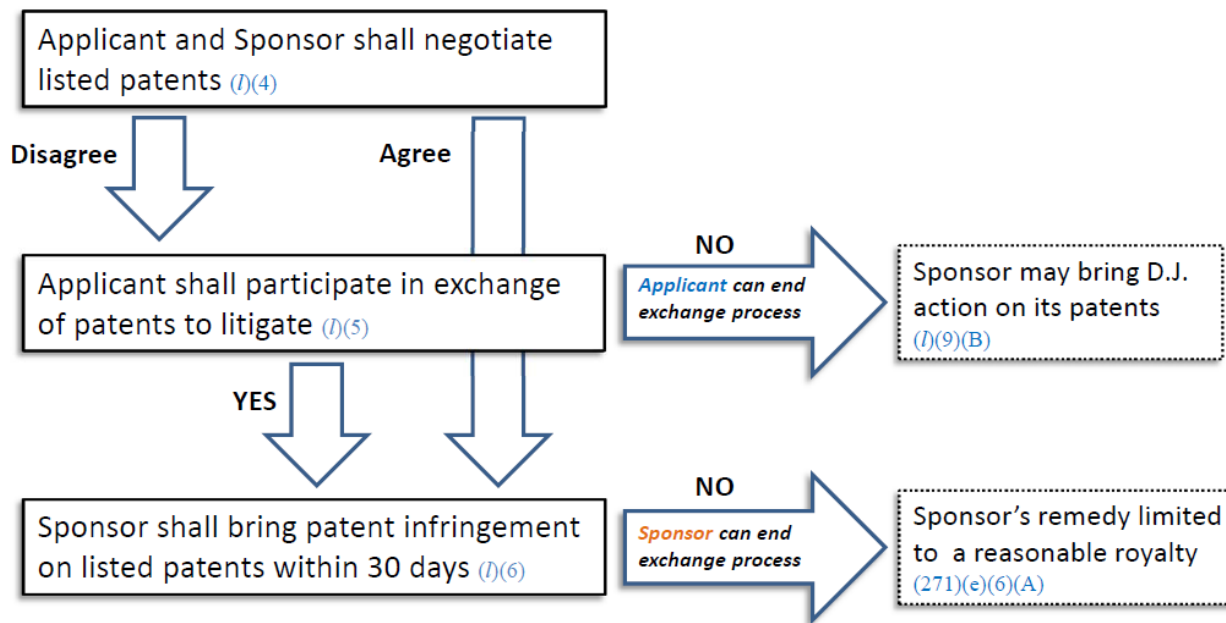 Applicant and Sponsor shall negotiate
listed patents (l)(4)
Disagree
Agree
Applicant shall participate in exchange
of patents to litigate (l)(5)
NO
Applicant can end
exchange process
Sponsor may bring D.J.
action on its patents
(l)(9)(B)
YES
Sponsor shall bring patent infringement
on listed patents within 30 days (l)(6)
NO
Sponsor can end
exchange process
Sponsor's remedy limited
to a reasonable royalty
(271)(e)(6)(A)